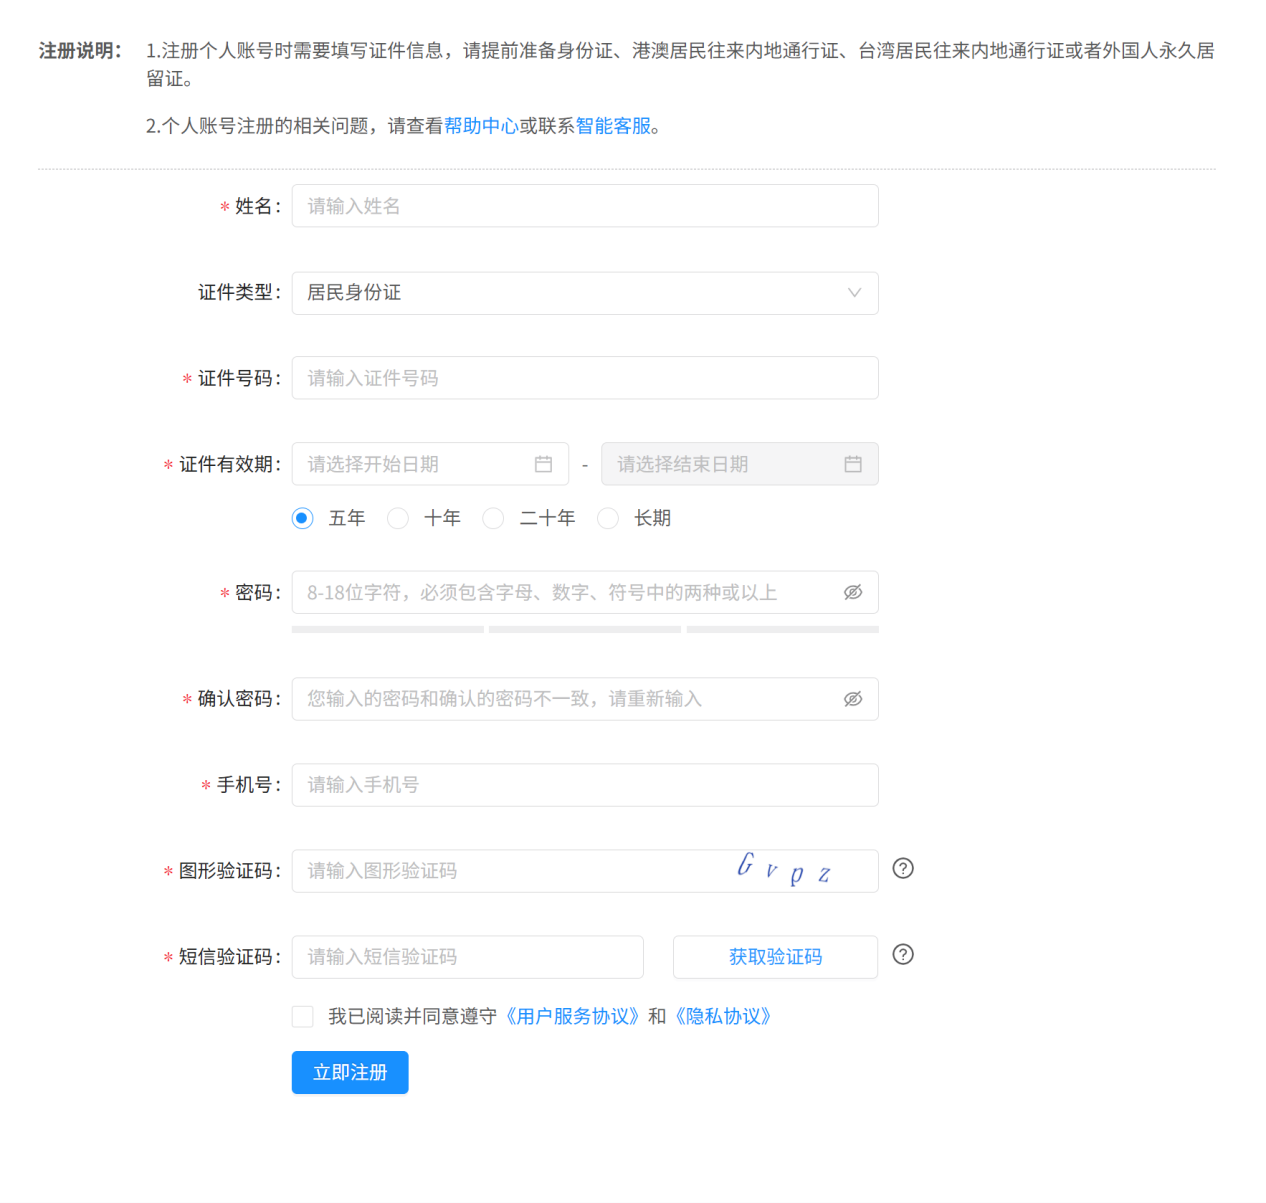 注册说明： 1.注册个人账号时需要填写证件信息，请提前准备身份证、港澳居民往来内地通行证、台湾居民往来内地通行证或者外国人永久居
留证。
2.个人账号注册的相关问题，请查看帮助中心或联系智能客服。
* 姓名： 请输入姓名
证件类型： 居民身份证
* 证件号码： 请输入证件号码
* 证件有效期： 请选择开始日期 - 请选择结束日期
五年 十年 二十年 长期
* 密码： 8-18位字符，必须包含字母、数字、符号中的两种或以上
* 确认密码： 您输入的密码和确认的密码不一致，请重新输入
* 手机号： 请输入手机号
* 图形验证码： 请输入图形验证码 Gvpz
* 短信验证码： 请输入短信验证码 获取验证码
我已阅读并同意遵守《用户服务协议》和《隐私协议》
立即注册